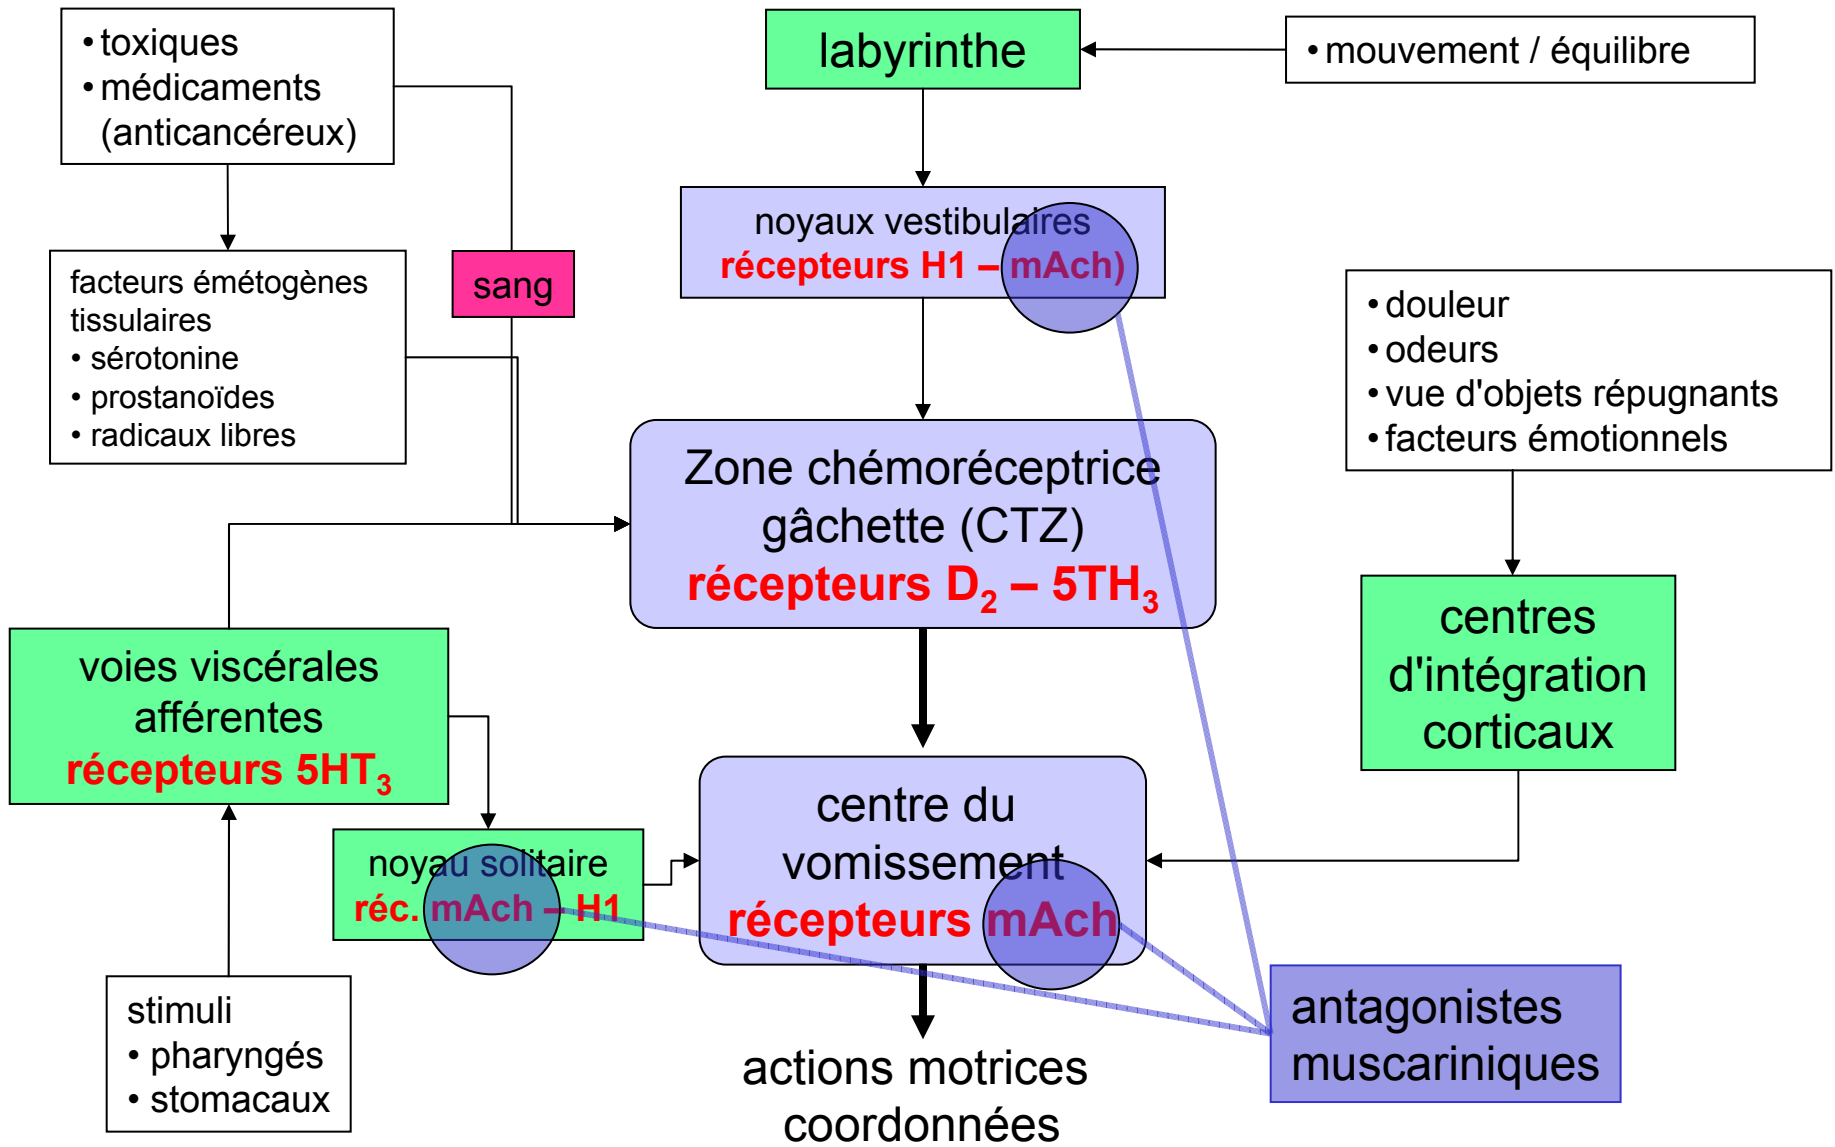 • toxiques
• médicaments
(anticancéreux)
labyrinthe
• mouvement / équilibre
noyaux vestibulaires
récepteurs H1 – mAch)
facteurs émétogènes
tissulaires
• sérotonine
• prostanoïdes
• radicaux libres
sang
• douleur
• odeurs
• vue d'objets répugnants
• facteurs émotionnels
Zone chémoréceptrice
gâchette (CTZ)
récepteurs D2 – 5TH3
centres
d'intégration
corticaux
voies viscérales
afférentes
récepteurs 5HT3
centre du
vomissement
récepteurs mAch
noyau solitaire
réc. mAch – H1
stimuli
• pharyngés
• stomacaux
antagonistes
muscariniques
actions motrices
coordonnées